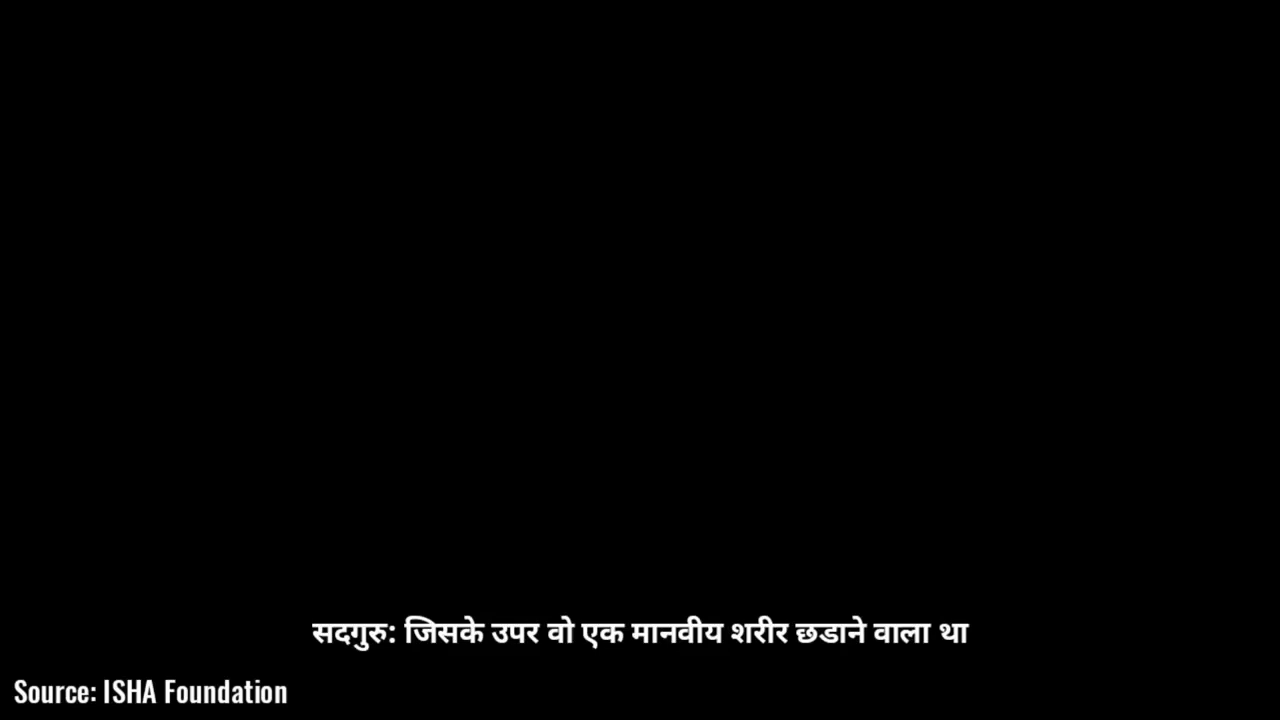 सदगुरु: जिसके उपर वो एक मानवीय शरीर छडाने वाला था
Source: ISHA Foundation